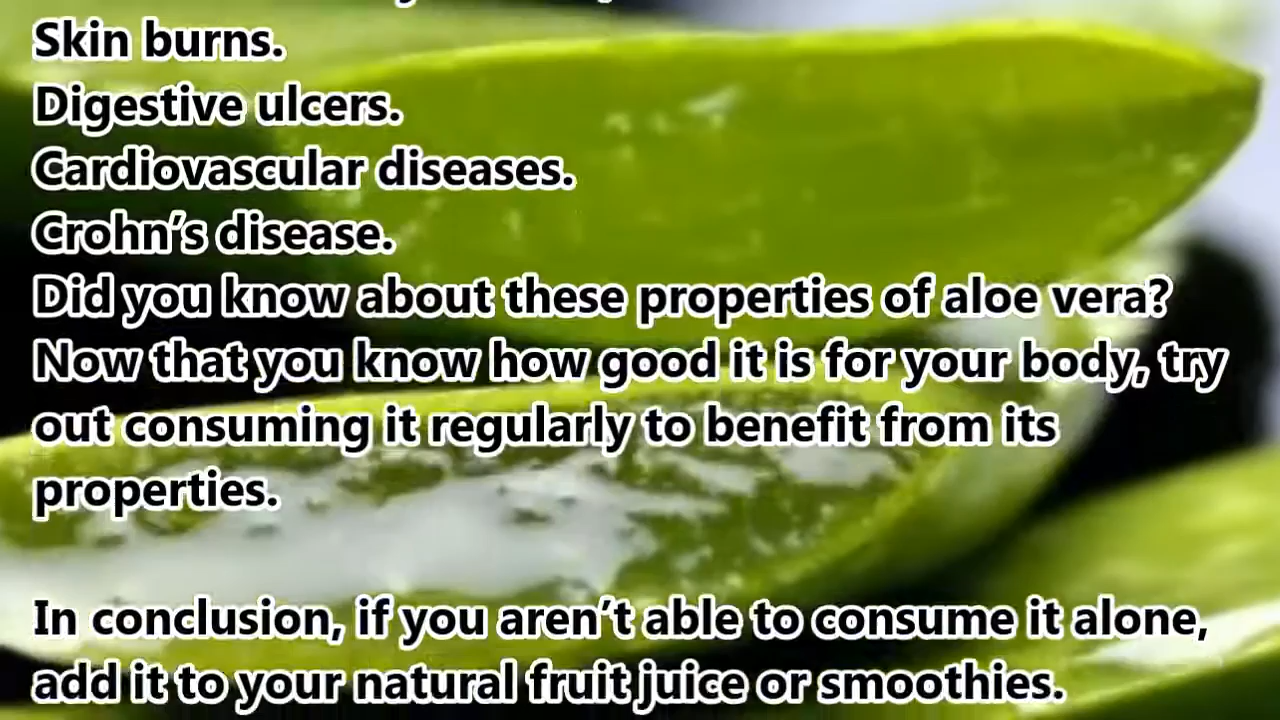 Skin burns.
Digestive ulcers.
Cardiovascular diseases.
Crohn’s disease.
Did you know about these properties of aloe vera?
Now that you know how good it is for your body, try
out consuming it regularly to benefit from its
properties.
In conclusion, if you aren’t able to consume it alone,
add it to your natural fruit juice or smoothies.